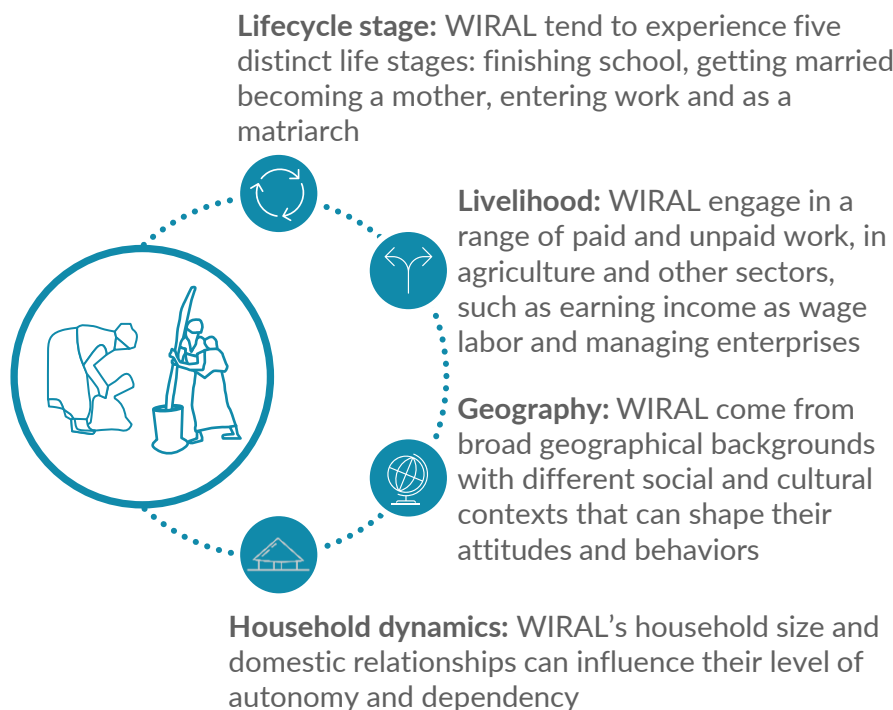 Lifecycle stage: WIRAL tend to experience five
distinct life stages: finishing school, getting married
becoming a mother, entering work and as a
matriarch
Livelihood: WIRAL engage in a
range of paid and unpaid work, in
agriculture and other sectors,
such as earning income as wage
labor and managing enterprises
Geography: WIRAL come from
broad geographical backgrounds
with different social and cultural
contexts that can shape their
attitudes and behaviors
Household dynamics: WIRAL’s household size and
domestic relationships can influence their level of
autonomy and dependency